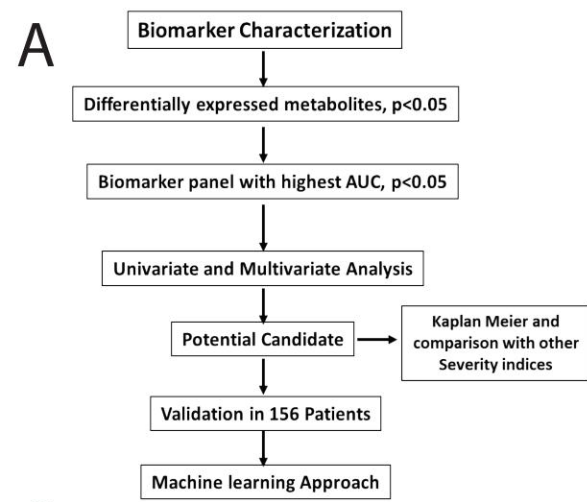 A
Biomarker Characterization
Differentially expressed metabolites, p<0.05
Biomarker panel with highest AUC, p<0.05
Univariate and Multivariate Analysis
Potential Candidate
Kaplan Meier and
comparison with other
Severity indices
Validation in 156 Patients
Machine learning Approach